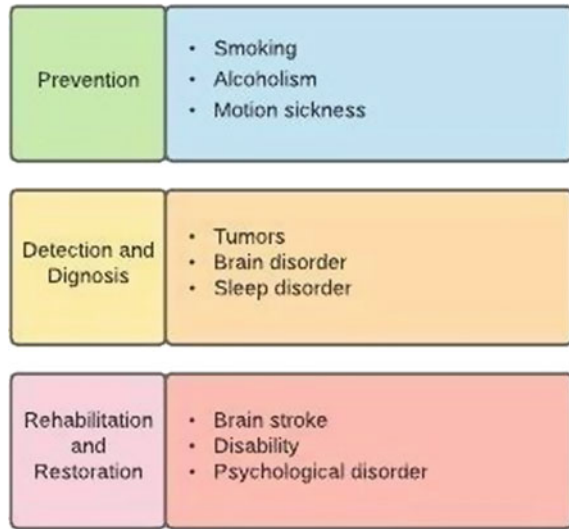 Prevention
• Smoking
• Alcoholism
• Motion sickness
Detection and
Dignosis
• Tumors
• Brain disorder
• Sleep disorder
Rehabilitation
and
Restoration
• Brain stroke
• Disability
• Psychological disorder